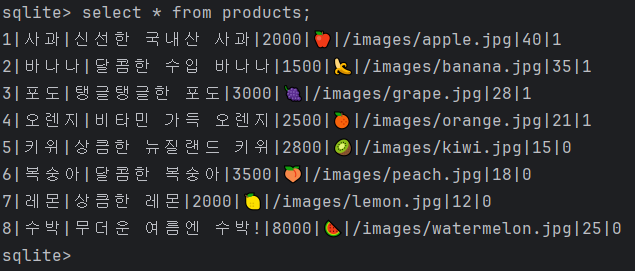 sqlite> select * from products;
1|사과|신선한 국내산 사과|2000|🍎|/images/apple.jpg|40|1
2|바나나|달콤한 수입 바나나|1500|🍌|/images/banana.jpg|35|1
3|포도|탱글탱글한 포도|3000|🍇|/images/grape.jpg|28|1
4|오렌지|비타민 가득 오렌지|2500|🍊|/images/orange.jpg|21|1
5|키위|상큼한 뉴질랜드 키위|2800|🥝|/images/kiwi.jpg|15|0
6|복숭아|달콤한 복숭아|3500|🍑|/images/peach.jpg|18|0
7|레몬|상큼한 레몬|2000|🍋|/images/lemon.jpg|12|0
8|수박|무더운 여름엔 수박!|8000|🍉|/images/watermelon.jpg|25|0
sqlite>